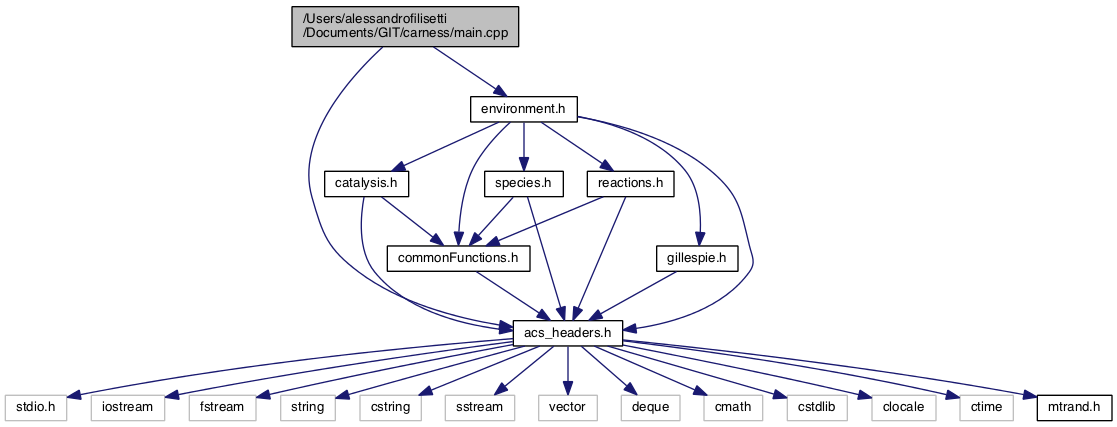 /Users/alessandrofilisetti
/Documents/GIT/carness/main.cpp
environment.h
catalysis.h
species.h
reactions.h
commonFunctions.h
gillespie.h
acs_headers.h
stdio.h
iostream
fstream
string
cstring
sstream
vector
deque
cmath
cstdlib
clocale
ctime
mtrand.h